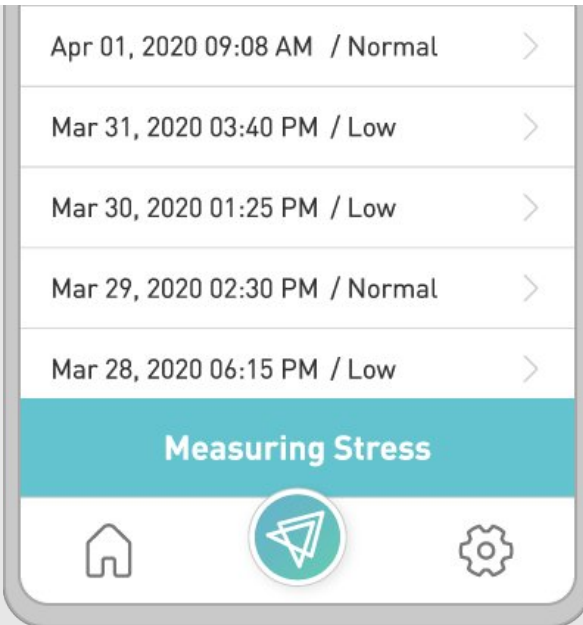 Apr 01, 2020 09:08 AM / Normal
Mar 31, 2020 03:40 PM / Low
Mar 30, 2020 01:25 PM / Low
Mar 29, 2020 02:30 PM / Normal
Mar 28, 2020 06:15 PM / Low
Measuring Stress